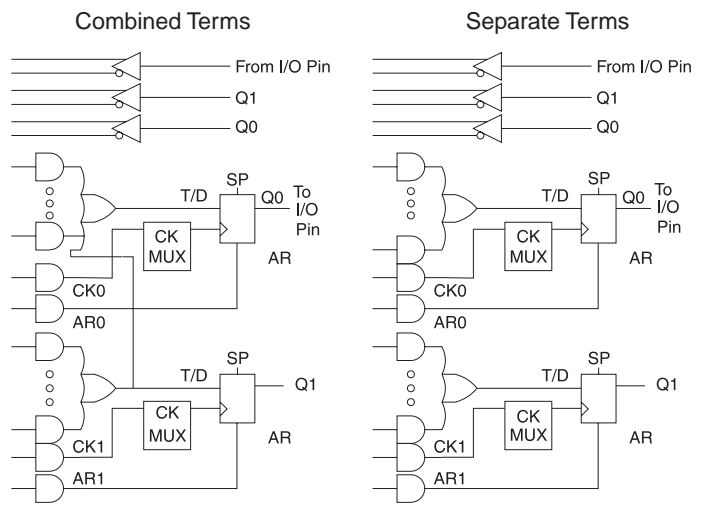 Combined Terms
From I/O Pin
Q1
Q0
T/D
SP
Q0
To
I/O
Pin
CK
MUX
AR
CK0
AR0
T/D
SP
Q1
CK
MUX
AR
CK1
AR1
Separate Terms
From I/O Pin
Q1
Q0
T/D
SP
Q0
To
I/O
Pin
CK
MUX
AR
CK0
AR0
T/D
SP
Q1
CK
MUX
AR
CK1
AR1